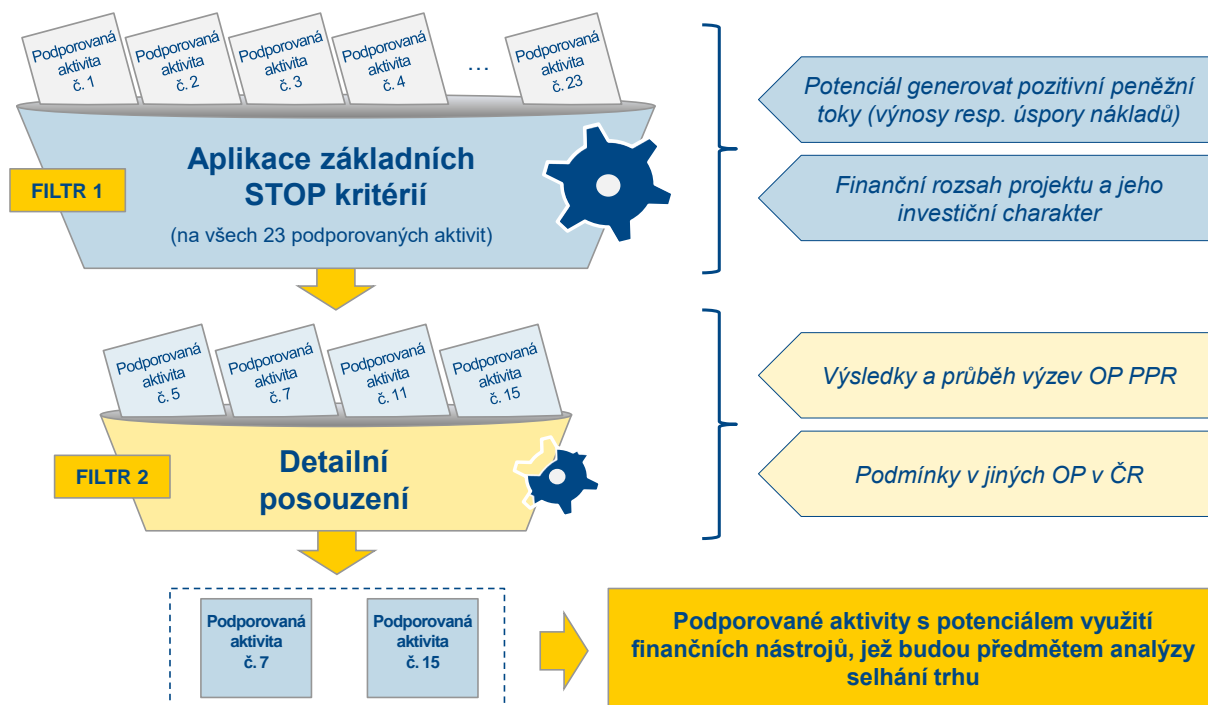 Podporovaná
aktivita
č. 1
Podporovaná
aktivita
č. 2
Podporovaná
aktivita
č. 3
Podporovaná
aktivita
č. 4
...
Podporovaná
aktivita
č. 23
FILTR 1
Aplikace základních
STOP kritérií
(na všech 23 podporovaných aktivit)
Potenciál generovat pozitivní peněžní
toky (výnosy resp. úspory nákladů)
Finanční rozsah projektu a jeho
investiční charakter
Podporovaná
aktivita
č. 5
Podporovaná
aktivita
č. 7
Podporovaná
aktivita
č. 11
Podporovaná
aktivita
č. 15
FILTR 2
Detailní
posouzení
Výsledky a průběh výzev OP PPR
Podmínky v jiných OP v ČR
Podporovaná
aktivita
č. 7
Podporovaná
aktivita
č. 15
Podporované aktivity s potenciálem využití
finančních nástrojů, jež budou předmětem analýzy
selhání trhu